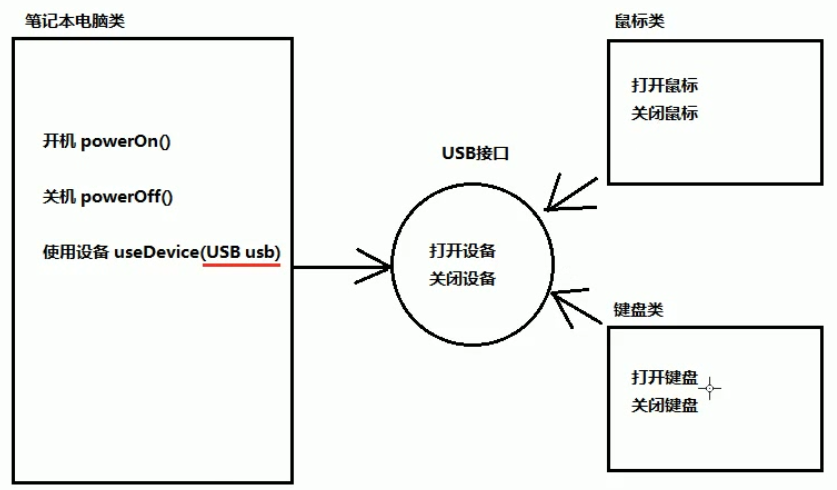 笔记本电脑类
开机 powerOn()
关机 powerOff()
使用设备 useDevice(USB usb)
USB接口
打开设备
关闭设备
鼠标类
打开鼠标
关闭鼠标
键盘类
打开键盘
关闭键盘